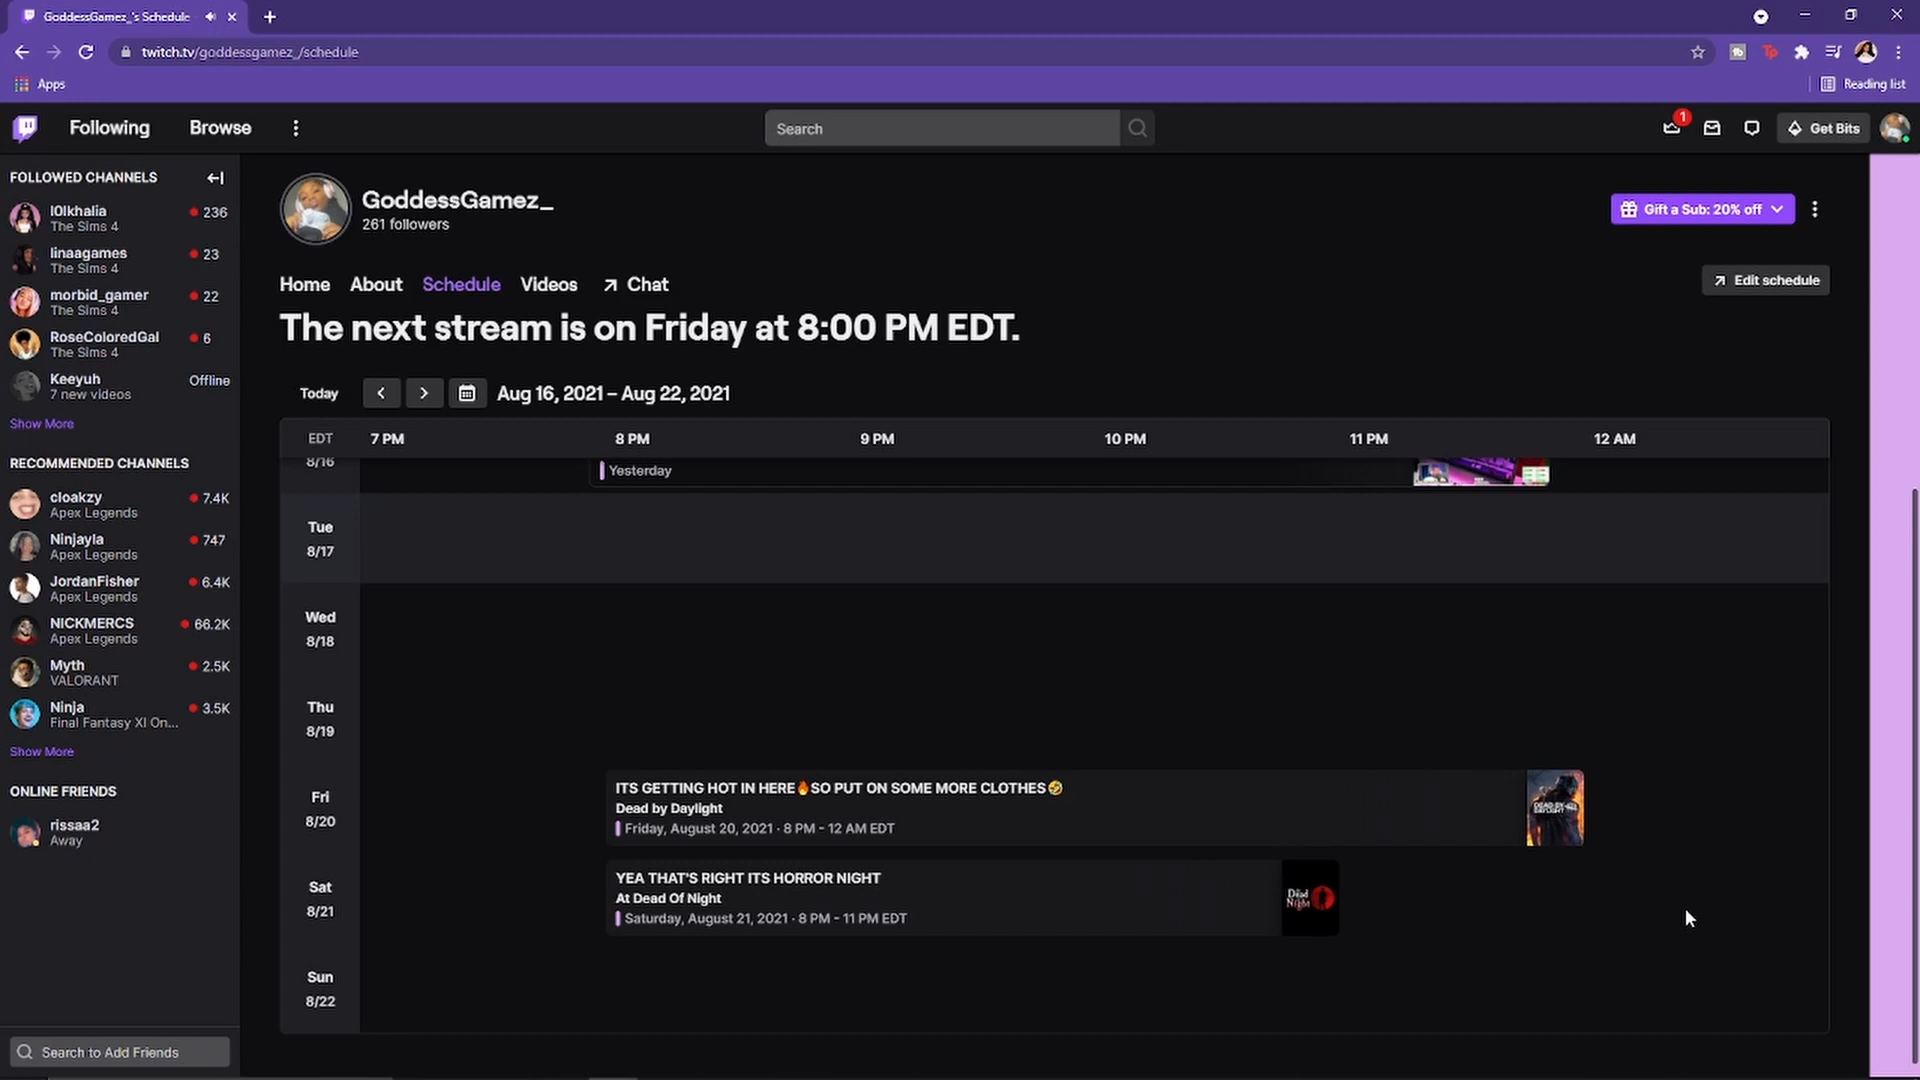 GoddessGamez_'s Schedule
twitch.tv/goddessgamez_/schedule
Apps
Reading list
Following
Browse
Search
1
Get Bits
FOLLOWED CHANNELS
l0lkhalia
236
The Sims 4
linaagames
23
The Sims 4
morbid_gamer
22
The Sims 4
RoseColoredGal
6
The Sims 4
Keeyuh
Offline
7 new videos
Show More
RECOMMENDED CHANNELS
cloakzy
7.4K
Apex Legends
Ninjayla
747
Apex Legends
JordanFisher
6.4K
Apex Legends
NICKMERCS
66.2K
Apex Legends
Myth
2.5K
VALORANT
Ninja
3.5K
Final Fantasy XI On...
Show More
ONLINE FRIENDS
rissaa2
Away
Search to Add Friends
GoddessGamez_
261 followers
Gift a Sub: 20% off
Home
About
Schedule
Videos
Chat
Edit schedule
The next stream is on Friday at 8:00 PM EDT.
Today
Aug 16, 2021 – Aug 22, 2021
EDT
7 PM
8 PM
9 PM
10 PM
11 PM
12 AM
8/16
Yesterday
Tue
8/17
Wed
8/18
Thu
8/19
Fri
8/20
ITS GETTING HOT IN HERE🔥SO PUT ON SOME MORE CLOTHES🤣
Dead by Daylight
Friday, August 20, 2021 · 8 PM - 12 AM EDT
DEAD BY DAYLIGHT
Sat
8/21
YEA THAT'S RIGHT ITS HORROR NIGHT
At Dead Of Night
Saturday, August 21, 2021 · 8 PM - 11 PM EDT
Dead
Night
Sun
8/22